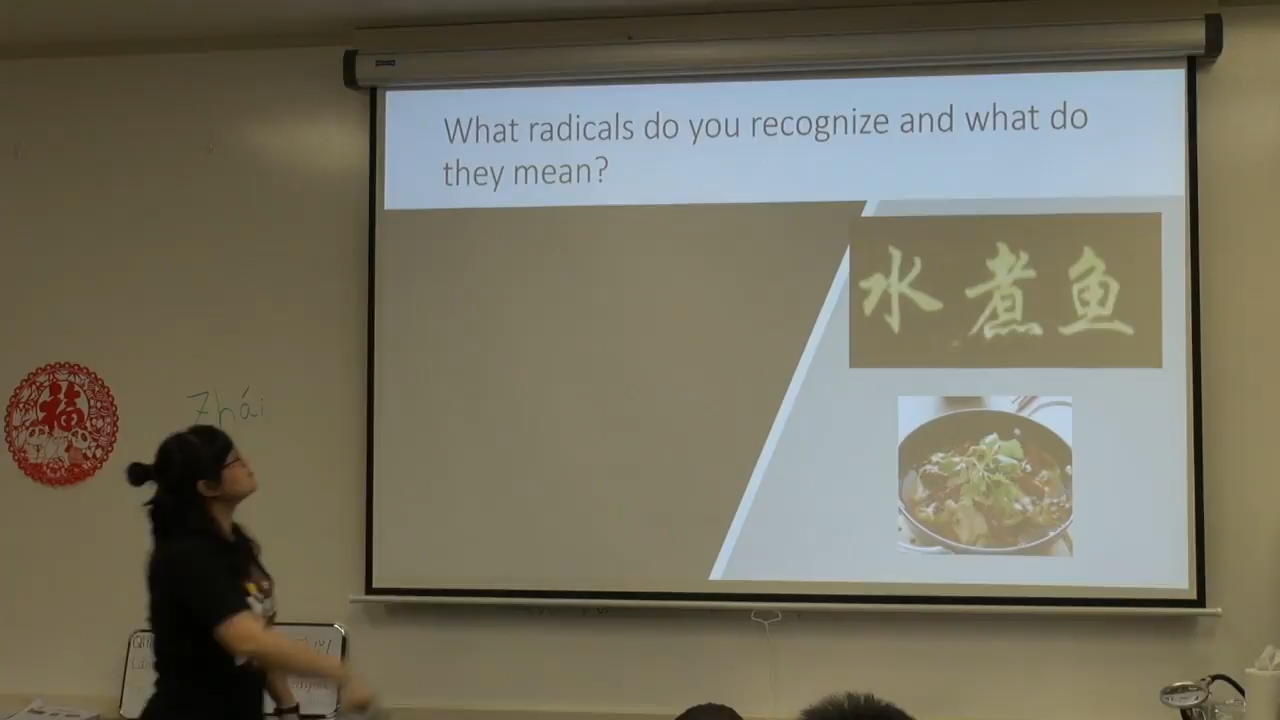 What radicals do you recognize and what do
they mean?
水煮鱼
福
Zhái